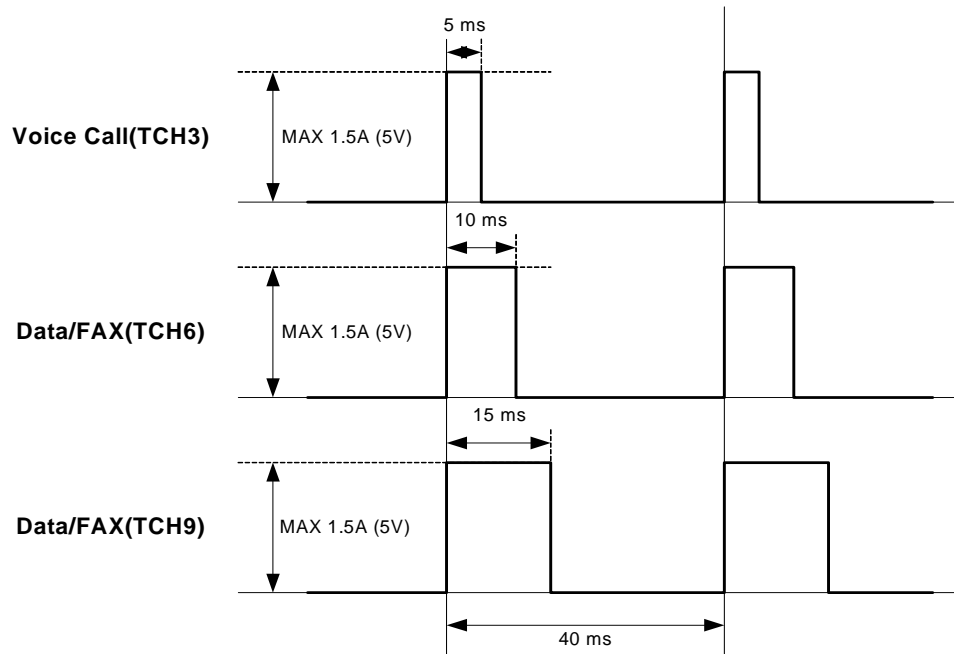 5 ms
Voice Call(TCH3)
MAX 1.5A (5V)
10 ms
Data/FAX(TCH6)
MAX 1.5A (5V)
15 ms
Data/FAX(TCH9)
MAX 1.5A (5V)
40 ms